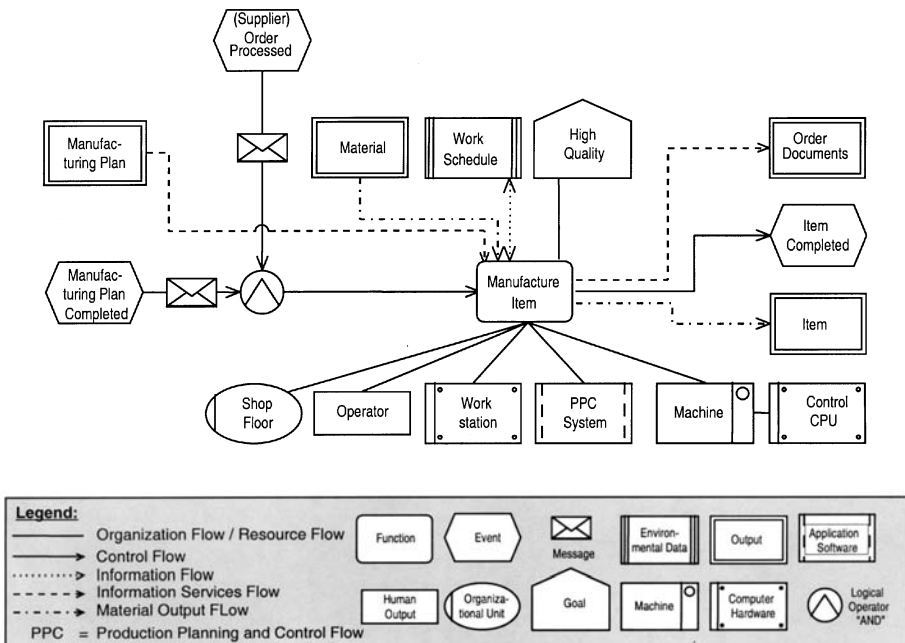 (Supplier)
Order
Processed
Manufac-
turing Plan
Material
Work
Schedule
High
Quality
Order
Documents
Manufac-
turing Plan
Completed
Manufacture
Item
Item
Completed
Item
Shop
Floor
Operator
Work
station
PPC
System
Machine
Control
CPU
Legend:
Organization Flow / Resource Flow
Control Flow
Information Flow
Information Services Flow
Material Output FLow
PPC = Production Planning and Control Flow
Function
Event
Message
Environ-
mental Data
Output
Application
Software
Human
Output
Organiza-
tional Unit
Goal
Machine
Computer
Hardware
Logical
Operator
"AND"